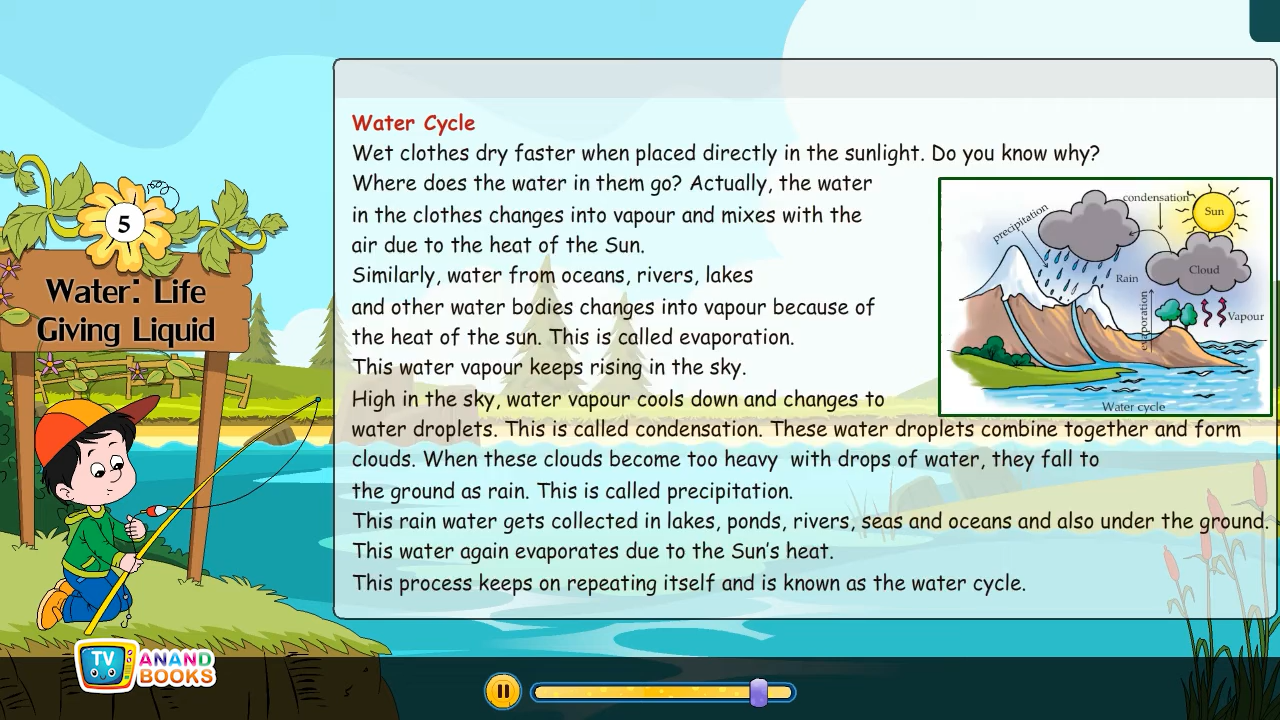 5
Water: Life
Giving Liquid
Water Cycle
Wet clothes dry faster when placed directly in the sunlight. Do you know why?
Where does the water in them go? Actually, the water
in the clothes changes into vapour and mixes with the
air due to the heat of the Sun.
Similarly, water from oceans, rivers, lakes
and other water bodies changes into vapour because of
the heat of the sun. This is called evaporation.
This water vapour keeps rising in the sky.
High in the sky, water vapour cools down and changes to
water droplets. This is called condensation. These water droplets combine together and form
clouds. When these clouds become too heavy with drops of water, they fall to
the ground as rain. This is called precipitation.
This rain water gets collected in lakes, ponds, rivers, seas and oceans and also under the ground.
This water again evaporates due to the Sun's heat.
This process keeps on repeating itself and is known as the water cycle.
condensation
precipitation
Sun
Cloud
Rain
evaporation
Vapour
Water cycle
TV
ANAND
BOOKS